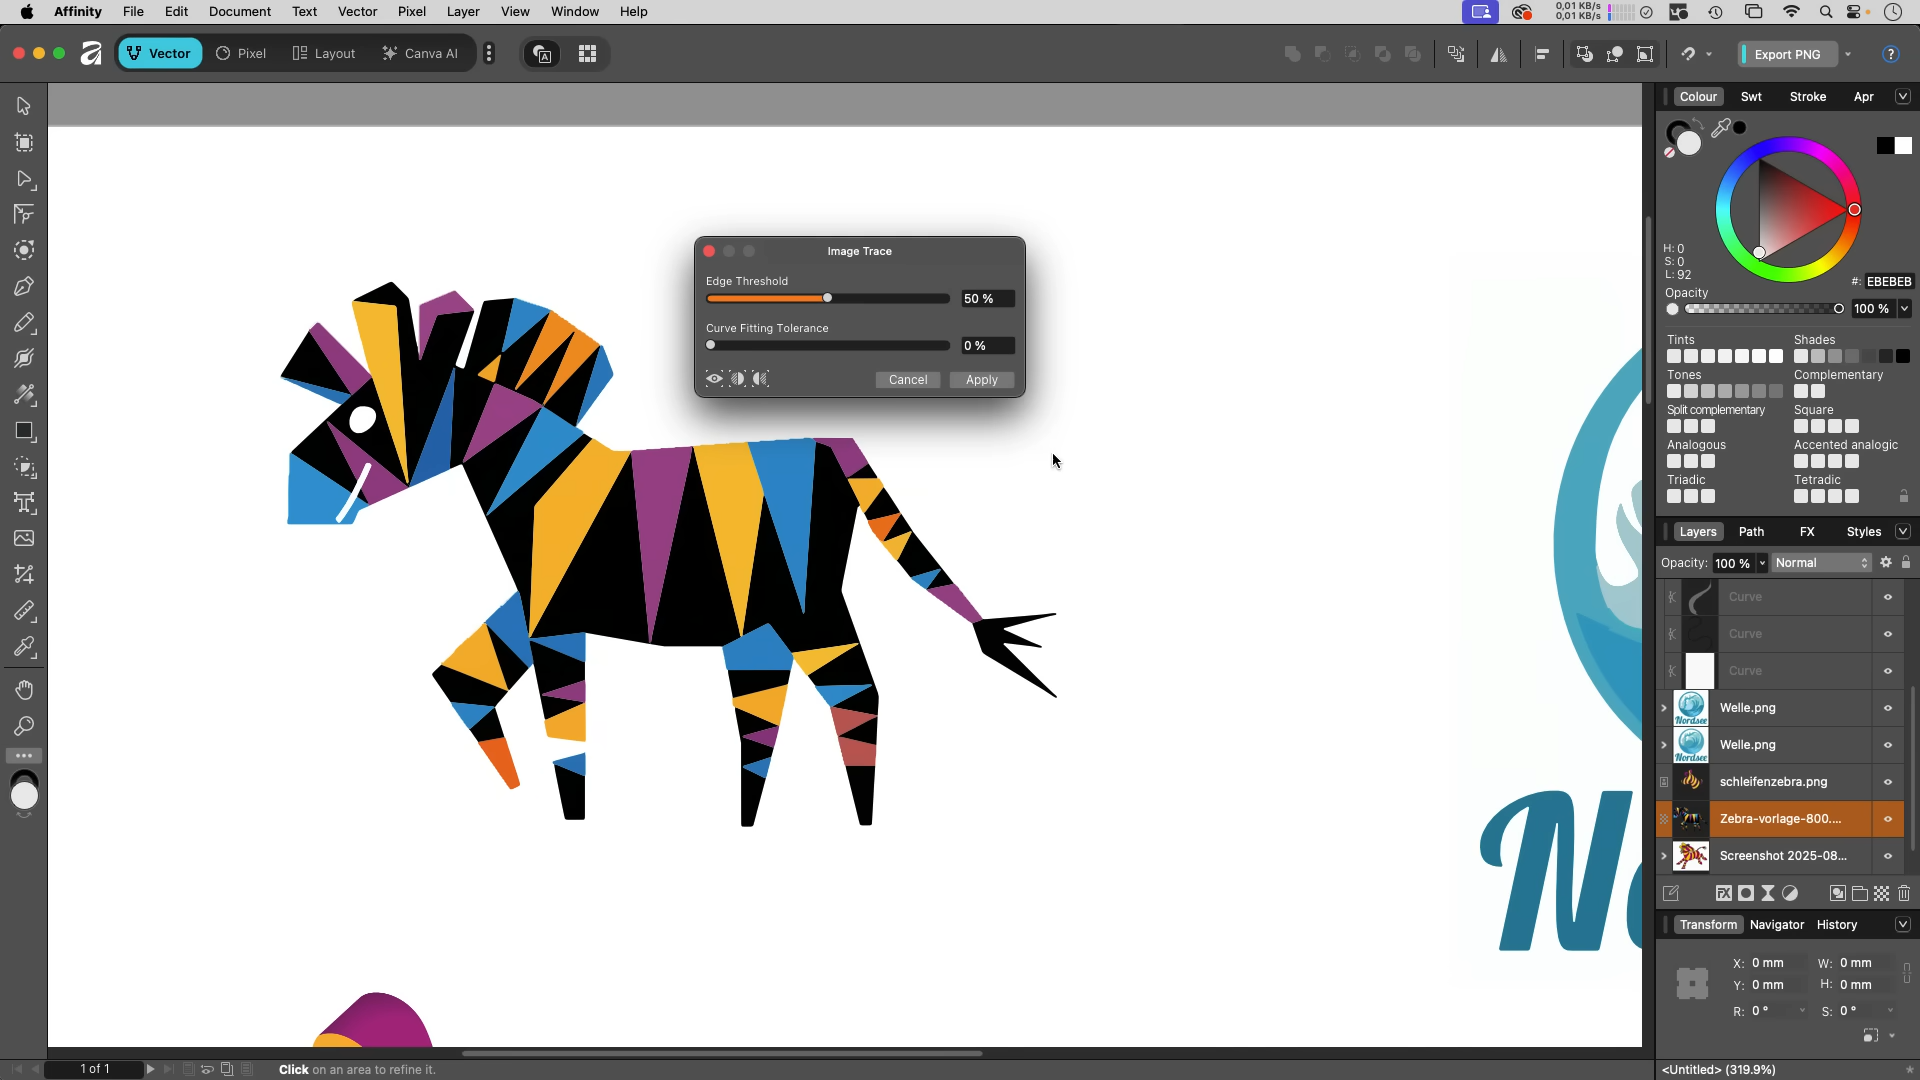 Affinity File Edit Document Text Vector Pixel Layer View Window Help
0,01 KB/s
0,01 KB/s
Vector Pixel Layout Canva AI
Export PNG
Colour Swt Stroke Apr
H: 0
S: 0
L: 92
#: EBEBEB
Opacity
100 %
Tints Shades
Tones Complementary
Split complementary Square
Analogous Accented analogic
Triadic Tetradic
Image Trace
Edge Threshold
50 %
Curve Fitting Tolerance
0 %
Cancel Apply
Layers Path FX Styles
Opacity: 100 % Normal
Curve
Curve
Curve
Nordsee
Welle.png
Nordsee
Welle.png
schleifenzebra.png
Zebra-vorlage-800....
Screenshot 2025-08...
FX
Transform Navigator History
X: 0 mm W: 0 mm
Y: 0 mm H: 0 mm
R: 0 ° S: 0 °
1 of 1
Click on an area to refine it.
<Untitled> (319.9%)